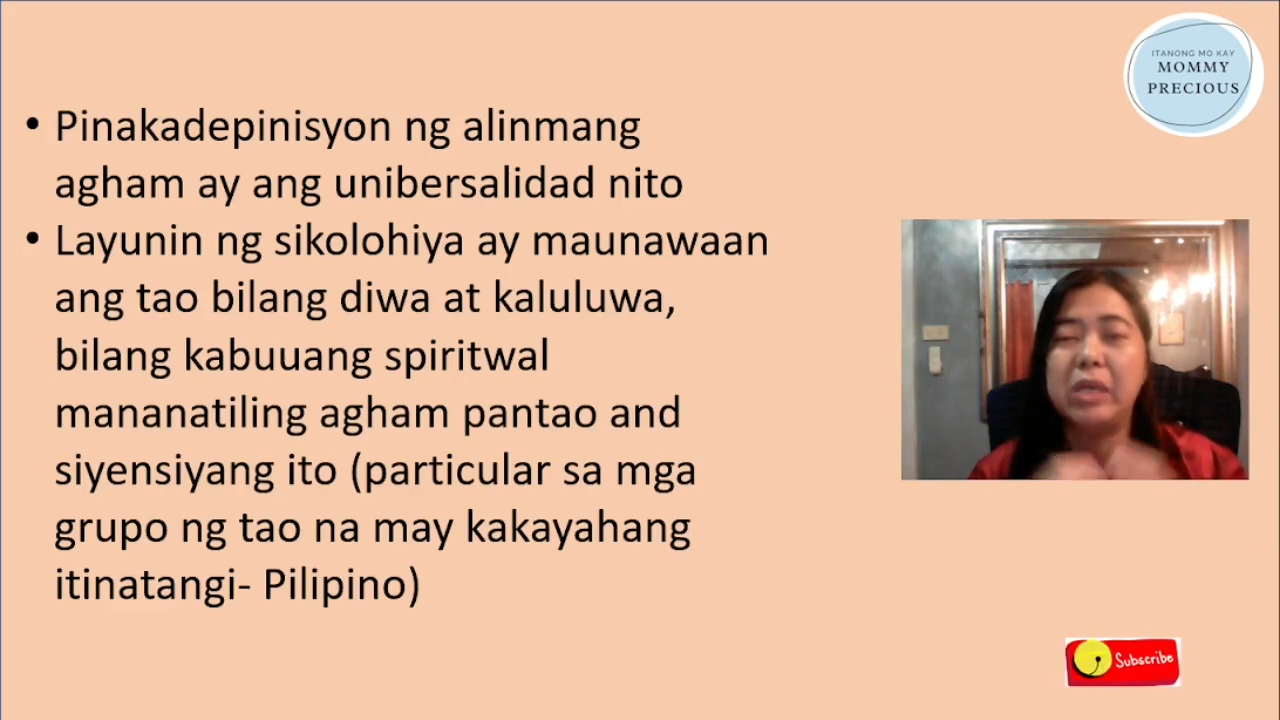 ITANONG MO KAY
MOMMY
PRECIOUS
• Pinakadepinisyon ng alinmang
agham ay ang unibersalidad nito
• Layunin ng sikolohiya ay maunawaan
ang tao bilang diwa at kaluluwa,
bilang kabuuang spiritwal
mananatiling agham pantao and
siyensiyang ito (particular sa mga
grupo ng tao na may kakayahang
itinatangi- Pilipino)
Subscribe